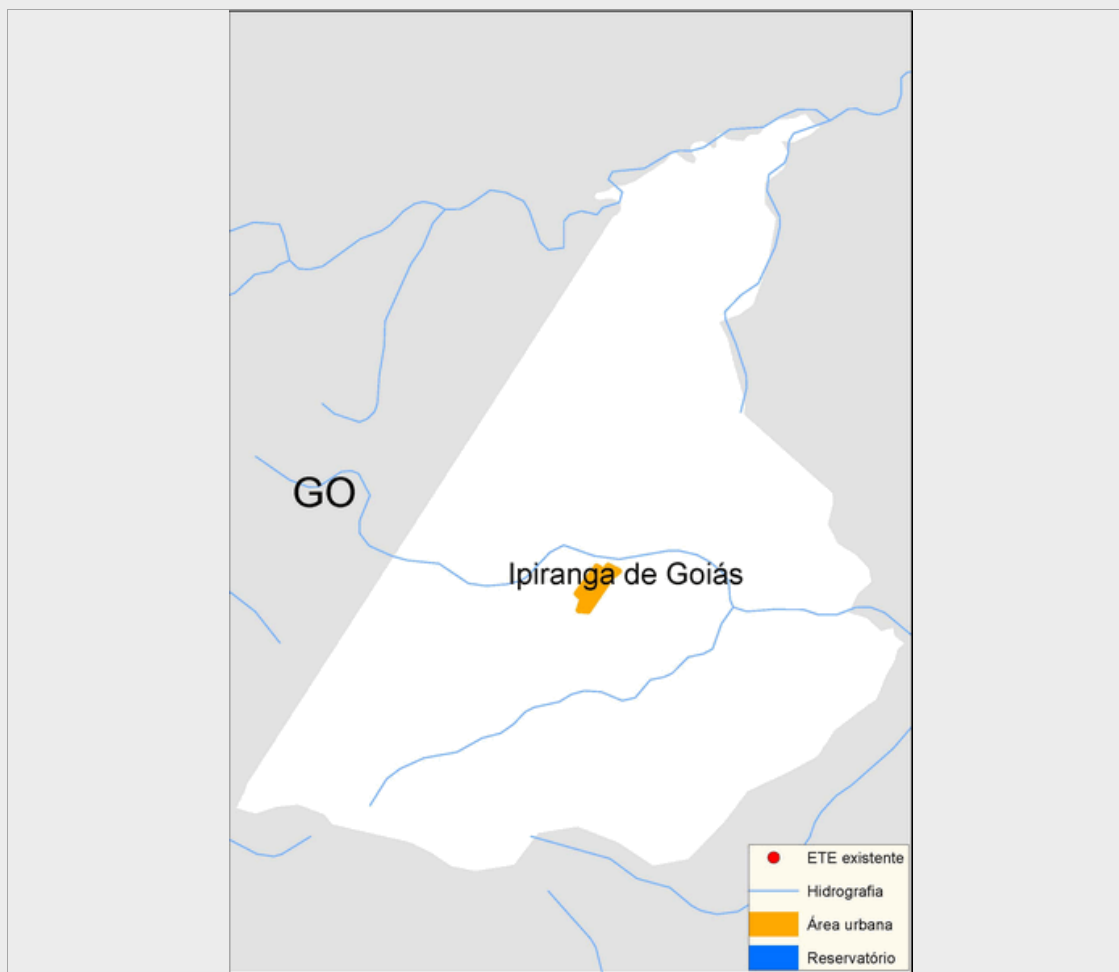 GO
Ipiranga de Goiás
ETE existente
Hidrografia
Área urbana
Reservatório